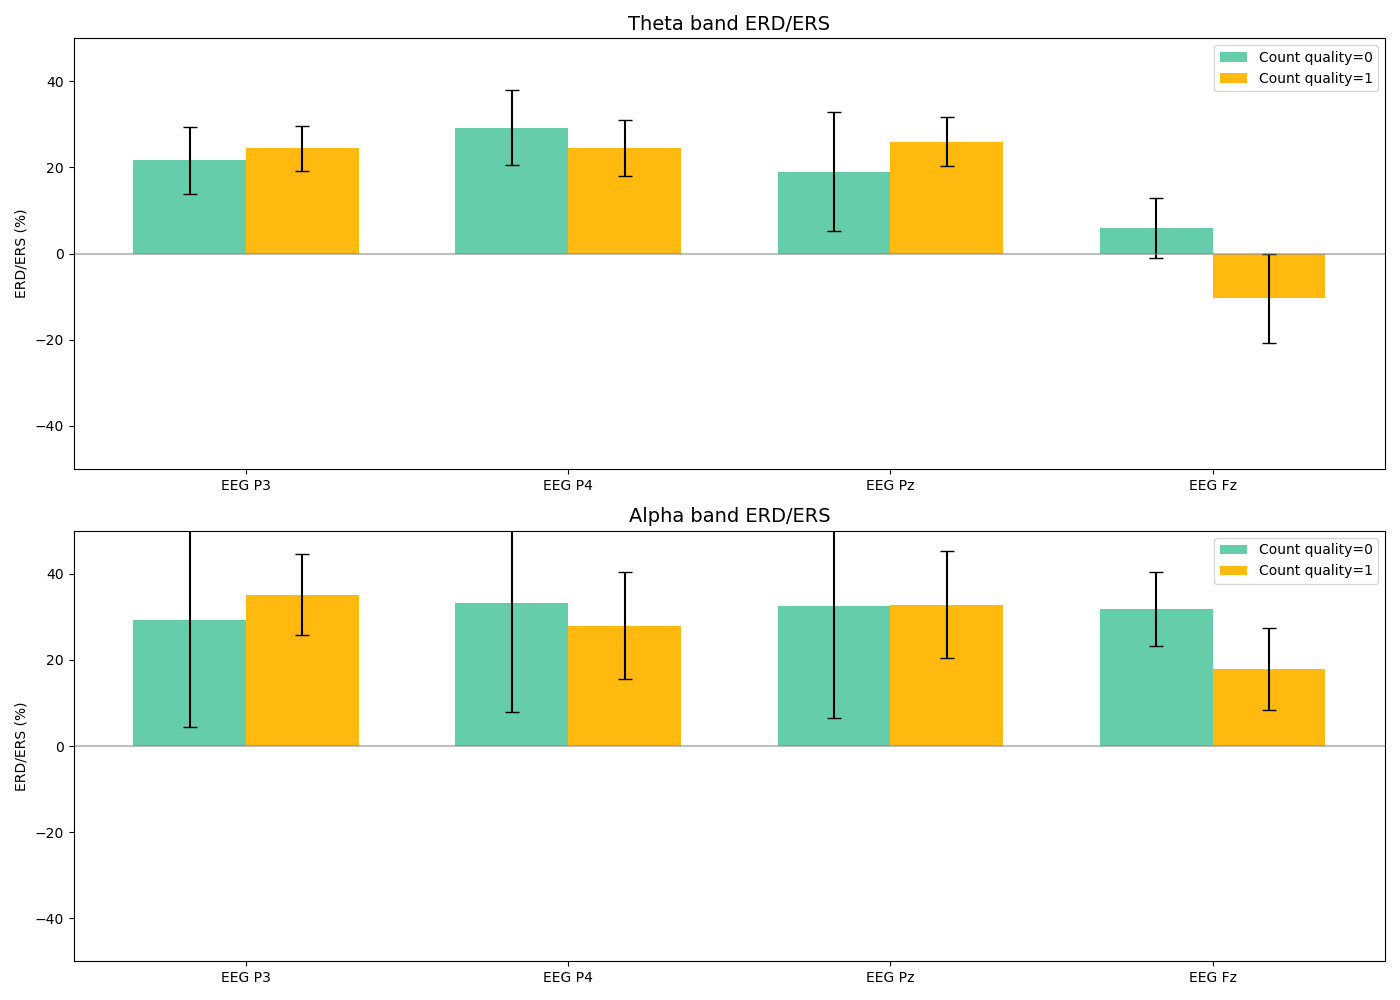 Theta band ERD/ERS
Count quality=0
Count quality=1
ERD/ERS (%)
40
20
0
−20
−40
EEG P3
EEG P4
EEG Pz
EEG Fz
Alpha band ERD/ERS
Count quality=0
Count quality=1
ERD/ERS (%)
40
20
0
−20
−40
EEG P3
EEG P4
EEG Pz
EEG Fz